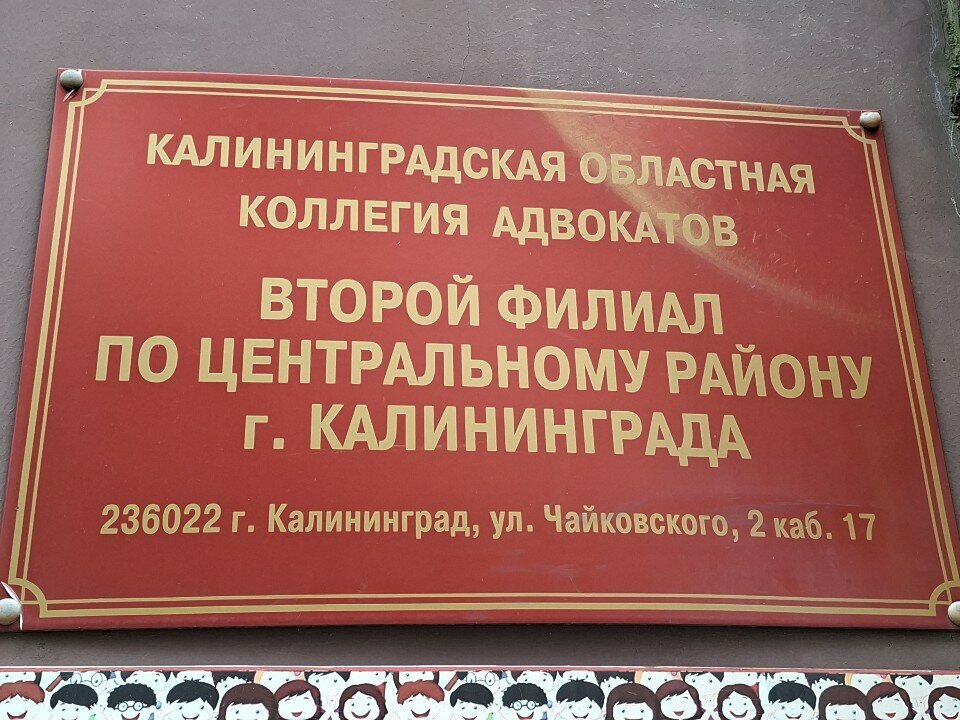 КАЛИНИНГРАДСКАЯ ОБЛАСТНАЯ
КОЛЛЕГИЯ АДВОКАТОВ
ВТОРОЙ ФИЛИАЛ
ПО ЦЕНТРАЛЬНОМУ РАЙОНУ
г. КАЛИНИНГРАДА
236022 г. Калининград, ул. Чайковского, 2 каб. 17